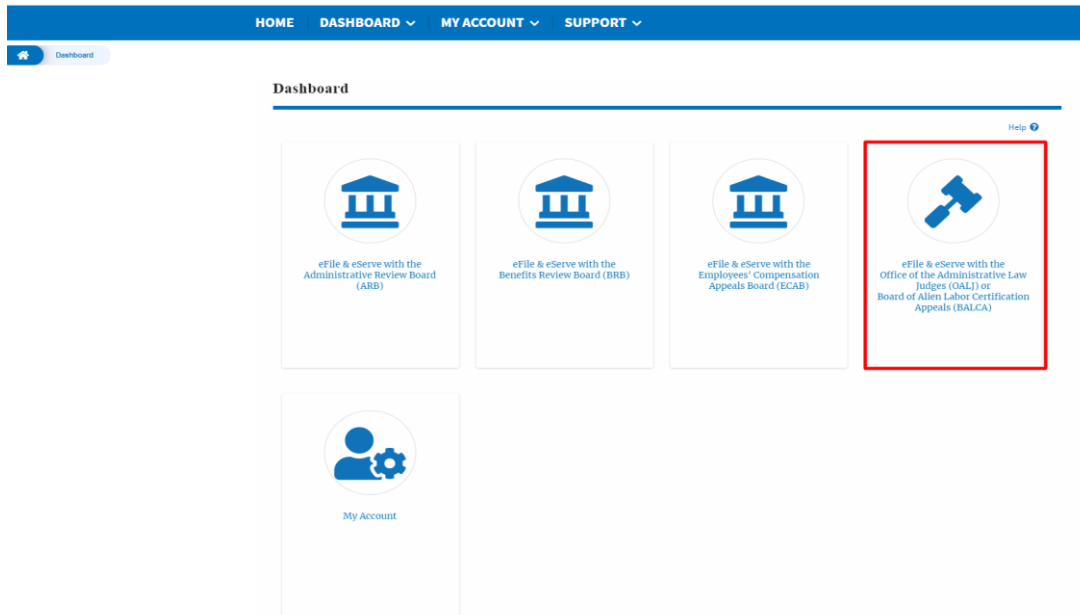 HOME DASHBOARD MY ACCOUNT SUPPORT
Dashboard
Dashboard
Help
eFile & eServe with the
Administrative Review Board
(ARB)
eFile & eServe with the
Benefits Review Board (BRB)
eFile & eServe with the
Employees' Compensation
Appeals Board (ECAB)
eFile & eServe with the
Office of the Administrative Law
Judges (OALJ) or
Board of Alien Labor Certification
Appeals (BALCA)
My Account